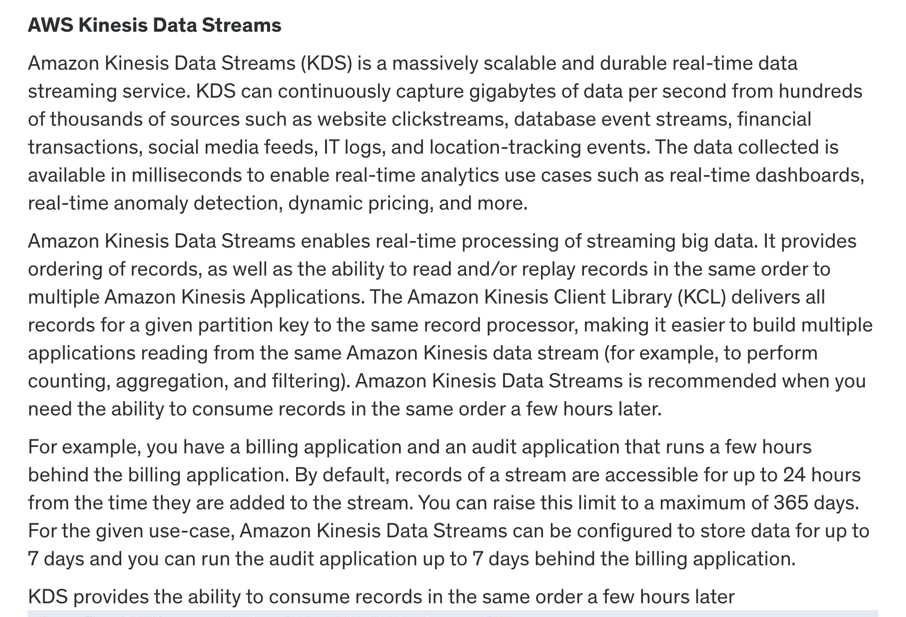 AWS Kinesis Data Streams
Amazon Kinesis Data Streams (KDS) is a massively scalable and durable real-time data
streaming service. KDS can continuously capture gigabytes of data per second from hundreds
of thousands of sources such as website clickstreams, database event streams, financial
transactions, social media feeds, IT logs, and location-tracking events. The data collected is
available in milliseconds to enable real-time analytics use cases such as real-time dashboards,
real-time anomaly detection, dynamic pricing, and more.
Amazon Kinesis Data Streams enables real-time processing of streaming big data. It provides
ordering of records, as well as the ability to read and/or replay records in the same order to
multiple Amazon Kinesis Applications. The Amazon Kinesis Client Library (KCL) delivers all
records for a given partition key to the same record processor, making it easier to build multiple
applications reading from the same Amazon Kinesis data stream (for example, to perform
counting, aggregation, and filtering). Amazon Kinesis Data Streams is recommended when you
need the ability to consume records in the same order a few hours later.
For example, you have a billing application and an audit application that runs a few hours
behind the billing application. By default, records of a stream are accessible for up to 24 hours
from the time they are added to the stream. You can raise this limit to a maximum of 365 days.
For the given use-case, Amazon Kinesis Data Streams can be configured to store data for up to
7 days and you can run the audit application up to 7 days behind the billing application.
KDS provides the ability to consume records in the same order a few hours later